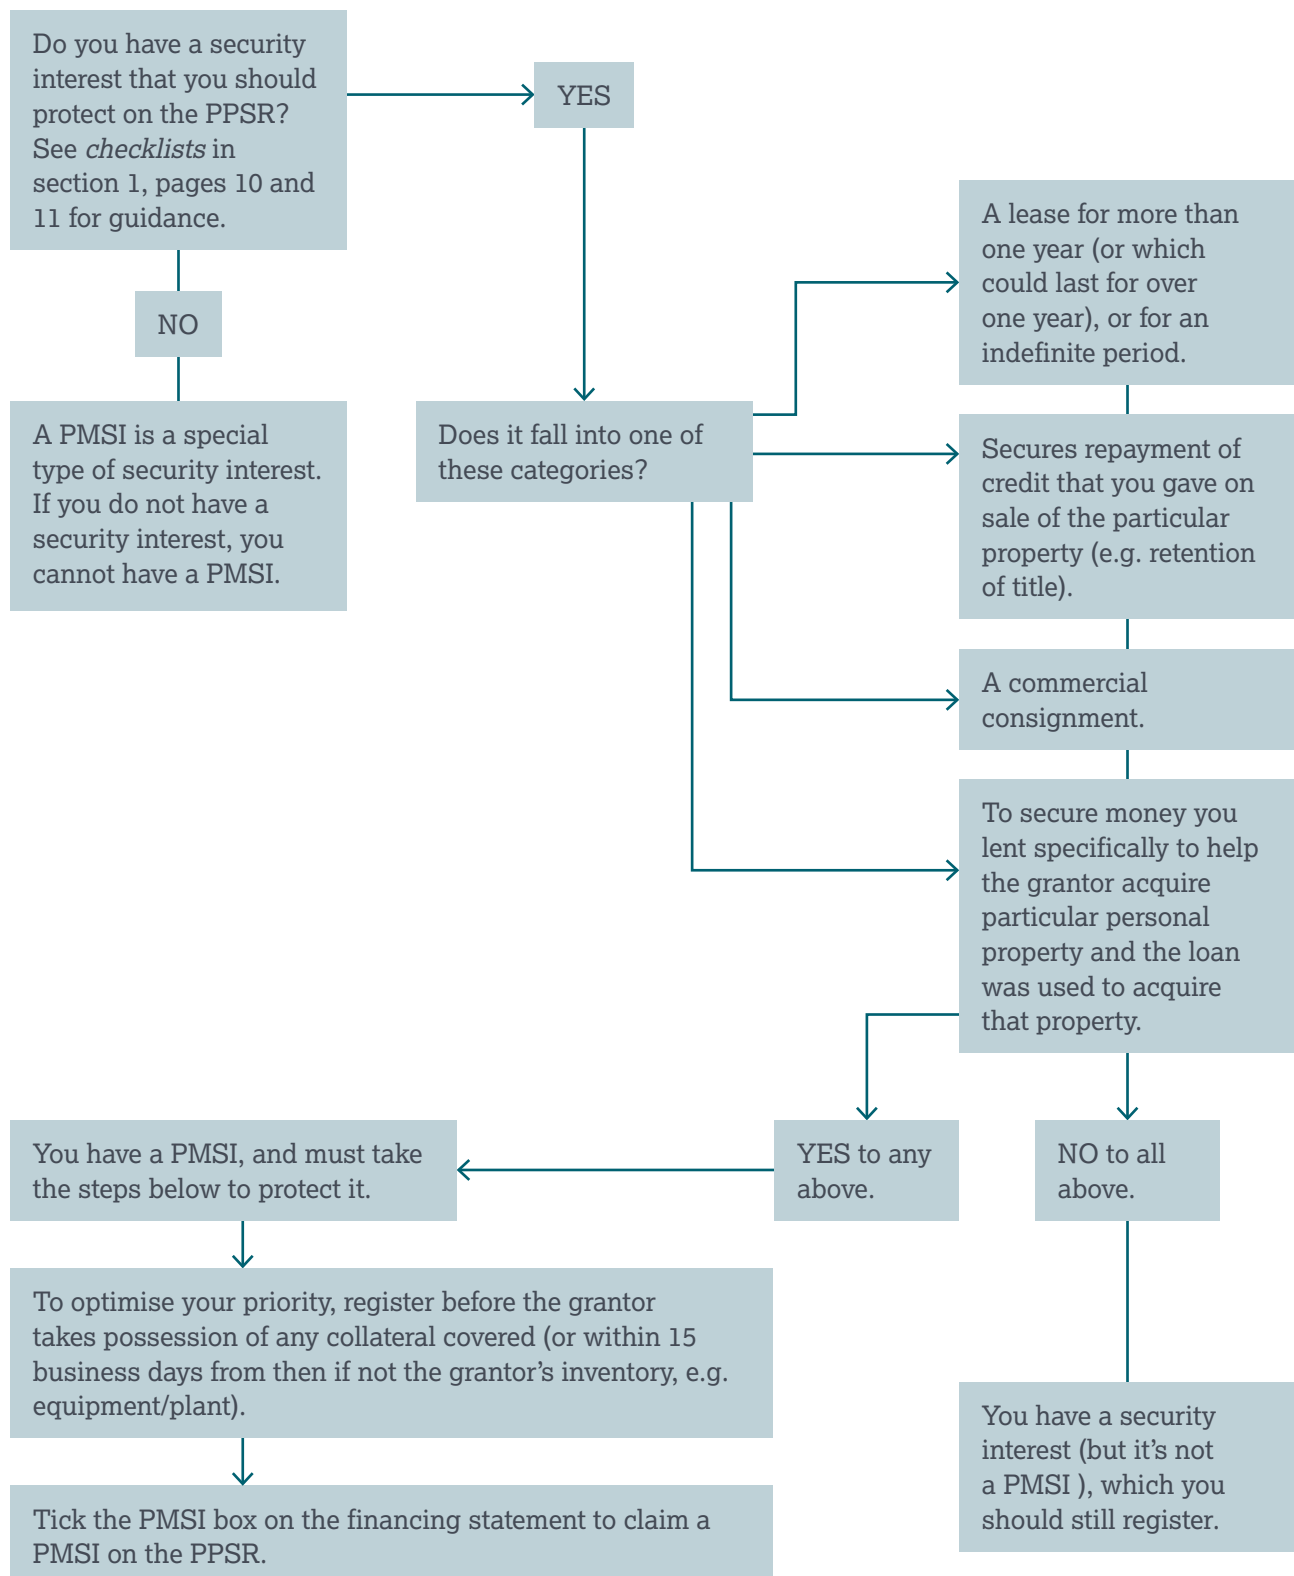 Do you have a security
interest that you should
protect on the PPSR?
See checklists in
section 1, pages 10 and
11 for guidance.
YES
NO
A PMSI is a special
type of security interest.
If you do not have a
security interest, you
cannot have a PMSI.
Does it fall into one of
these categories?
A lease for more than
one year (or which
could last for over
one year), or for an
indefinite period.
Secures repayment of
credit that you gave on
sale of the particular
property (e.g. retention
of title).
A commercial
consignment.
To secure money you
lent specifically to help
the grantor acquire
particular personal
property and the loan
was used to acquire
that property.
YES to any
above.
NO to all
above.
You have a PMSI, and must take
the steps below to protect it.
To optimise your priority, register before the grantor
takes possession of any collateral covered (or within 15
business days from then if not the grantor’s inventory, e.g.
equipment/plant).
Tick the PMSI box on the financing statement to claim a
PMSI on the PPSR.
You have a security
interest (but it’s not
a PMSI ), which you
should still register.